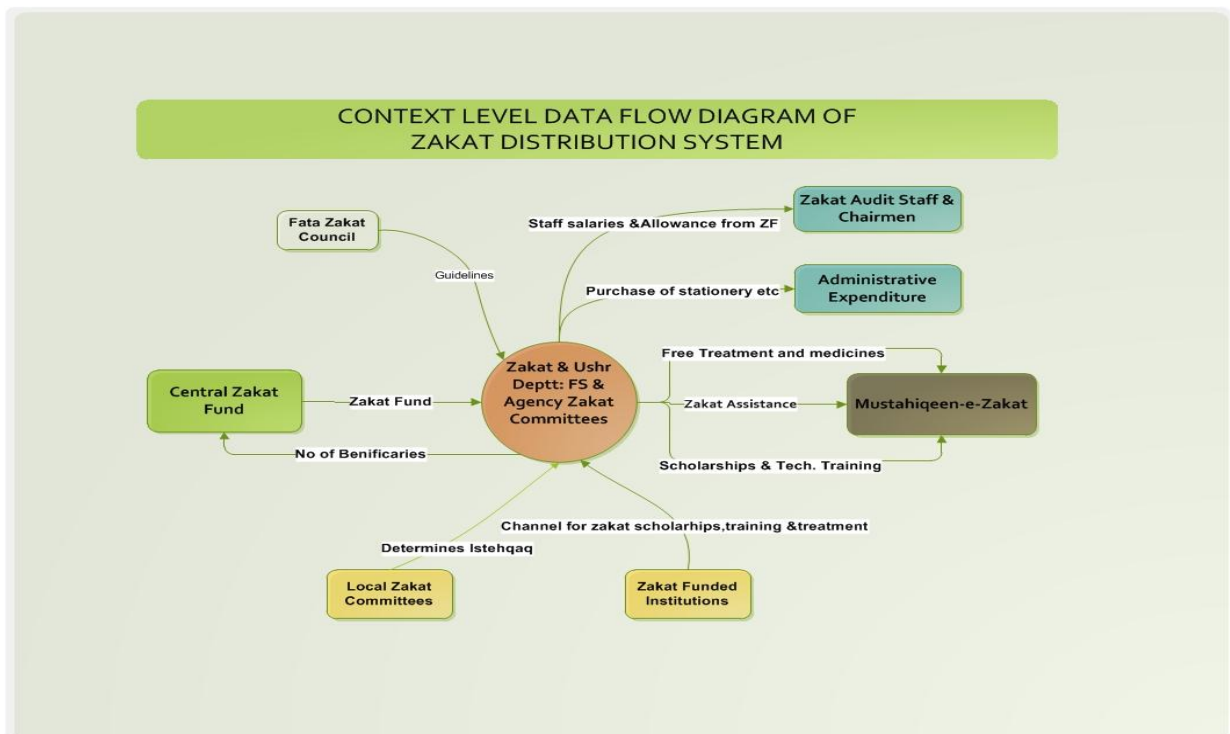 CONTEXT LEVEL DATA FLOW DIAGRAM OF
ZAKAT DISTRIBUTION SYSTEM
Fata Zakat
Council
Guidelines
Staff salaries &Allowance from ZF
Zakat Audit Staff &
Chairmen
Purchase of stationery etc
Administrative
Expenditure
Central Zakat
Fund
Zakat Fund
No of Benificaries
Zakat & Ushr
Deptt: FS &
Agency Zakat
Committees
Free Treatment and medicines
Zakat Assistance
Scholarships & Tech. Training
Mustahiqeen-e-Zakat
Determines Istehqaq
Channel for zakat scholarhips,training &treatment
Local Zakat
Committees
Zakat Funded
Institutions